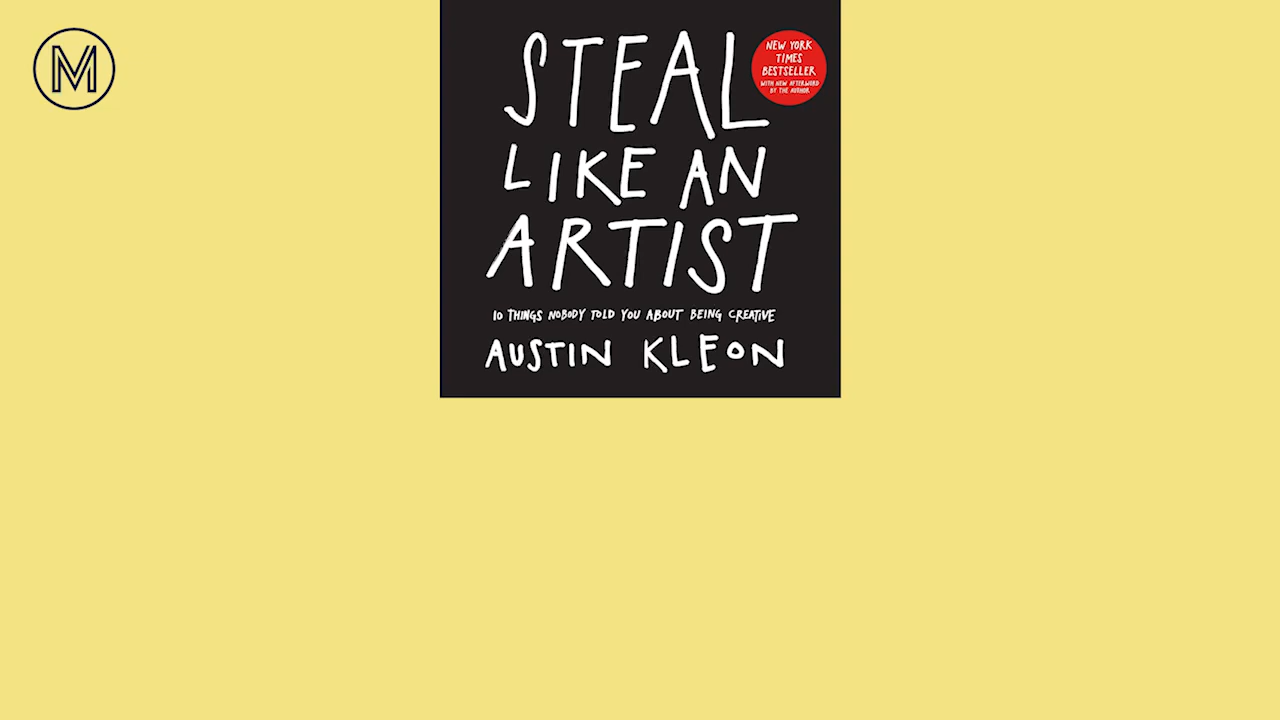 M
STEAL
LIKE AN
ARTIST
NEW YORK
TIMES
BESTSELLER
WITH NEW AFTERWORD
BY THE AUTHOR
10 THINGS NOBODY TOLD YOU ABOUT BEING CREATIVE
AUSTIN KLEON